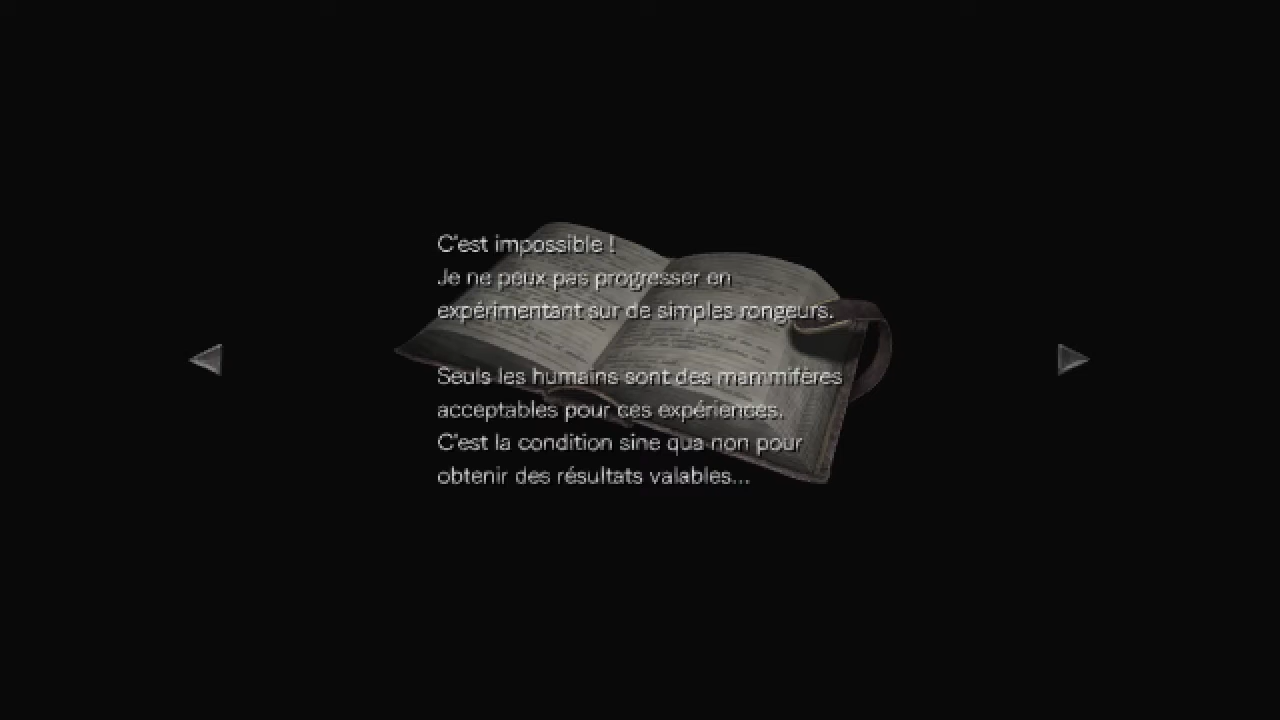 C'est impossible !
Je ne peux pas progresser en
expérimentant sur de simples rongeurs.
Seuls les humains sont des mammifères
acceptables pour ces expériences.
C'est la condition sine qua non pour
obtenir des résultats valables...